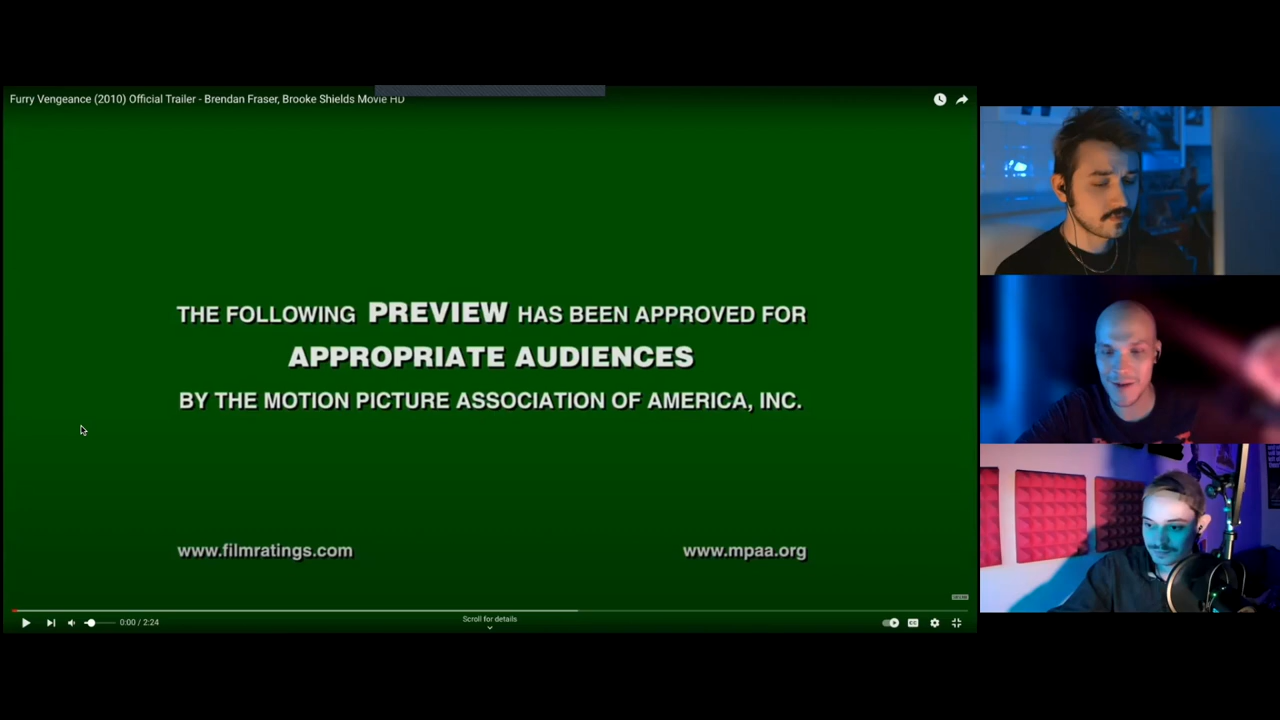 Furry Vengeance (2010) Official Trailer - Brendan Fraser, Brooke Shields Movie HD
THE FOLLOWING PREVIEW HAS BEEN APPROVED FOR
APPROPRIATE AUDIENCES
BY THE MOTION PICTURE ASSOCIATION OF AMERICA, INC.
www.filmratings.com
www.mpaa.org
0:00 / 2:24
Scroll for details
CC